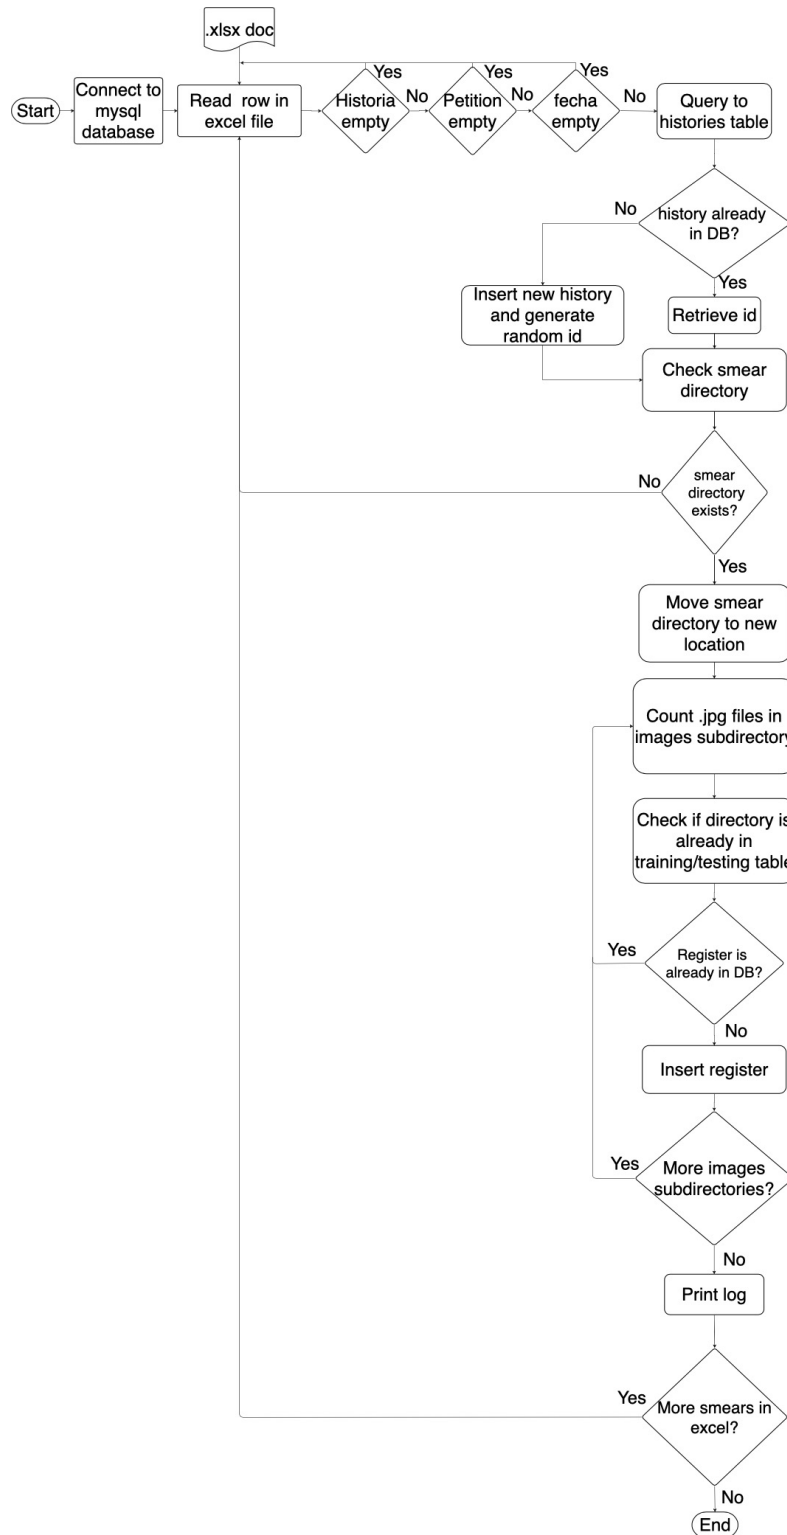 .xlsx doc
Start
Connect to
mysql
database
Read row in
excel file
Historia
empty
Yes
No
Petition
empty
Yes
No
fecha
empty
Yes
No
Query to
histories table
history already
in DB?
No
Yes
Insert new history
and generate
random id
Retrieve id
Check smear
directory
smear
directory
exists?
No
Yes
Move smear
directory to new
location
Count .jpg files in
images subdirectory
Check if directory is
already in
training/testing table
Register is
already in DB?
Yes
No
Insert register
More images
subdirectories?
Yes
No
Print log
More smears in
excel?
Yes
No
End